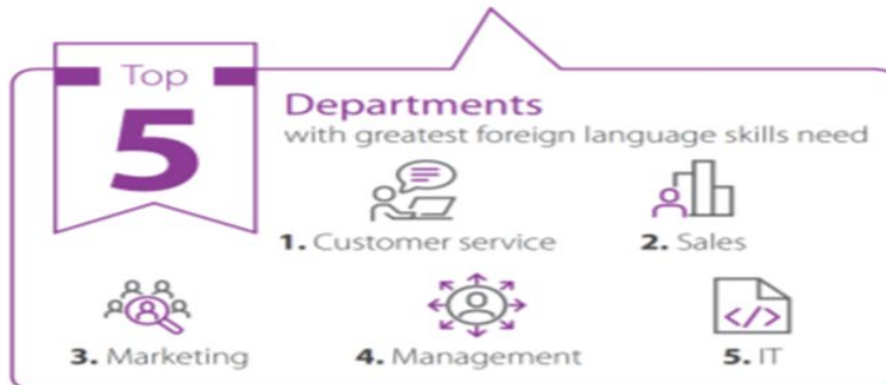 Top
5
Departments
with greatest foreign language skills need
1. Customer service
2. Sales
3. Marketing
4. Management
</>
5. IT